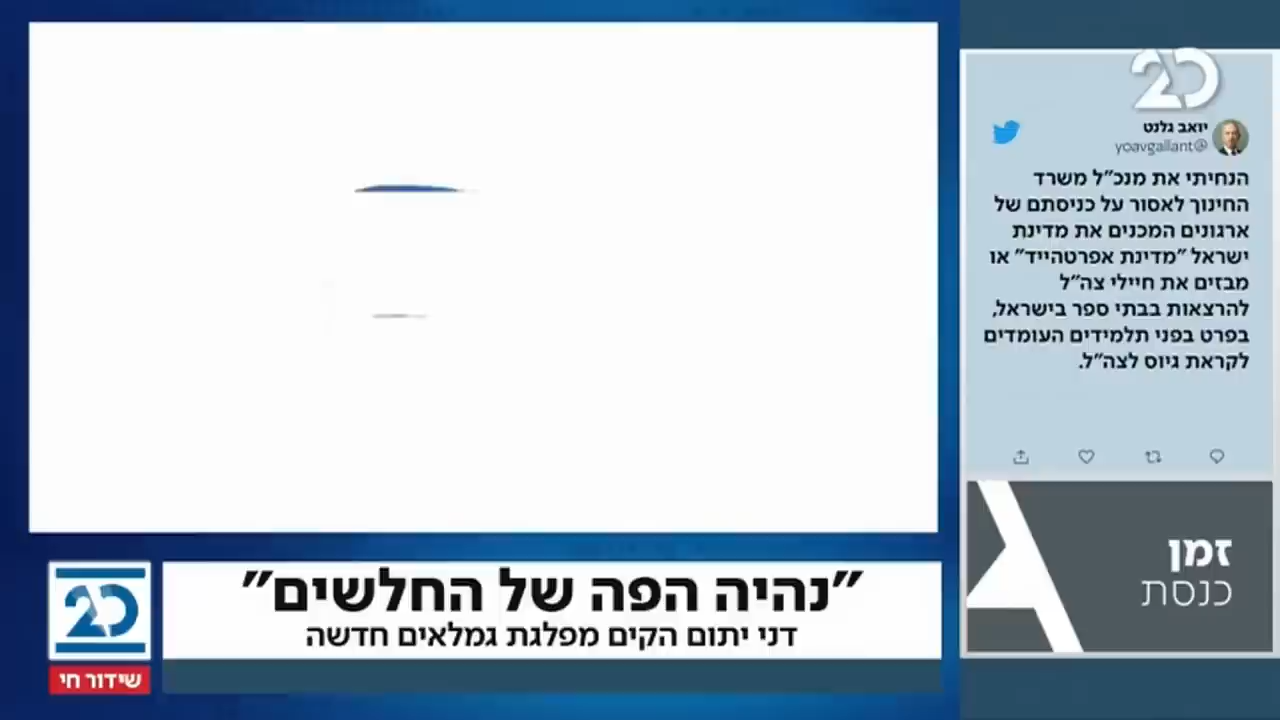 20
יואב גלנט
@yoavgallant
הנחיתי את מנכ"ל משרד
החינוך לאסור על כניסתם של
ארגונים המכנים את מדינת
ישראל "מדינת אפרטהייד" או
מבזים את חיילי צה"ל
להרצאות בבתי ספר בישראל,
בפרט בפני תלמידים העומדים
לקראת גיוס לצה"ל.
זמן
כנסת
"נהיה הפה של החלשים"
דני יתום הקים מפלגת גמלאים חדשה
20
שידור חי